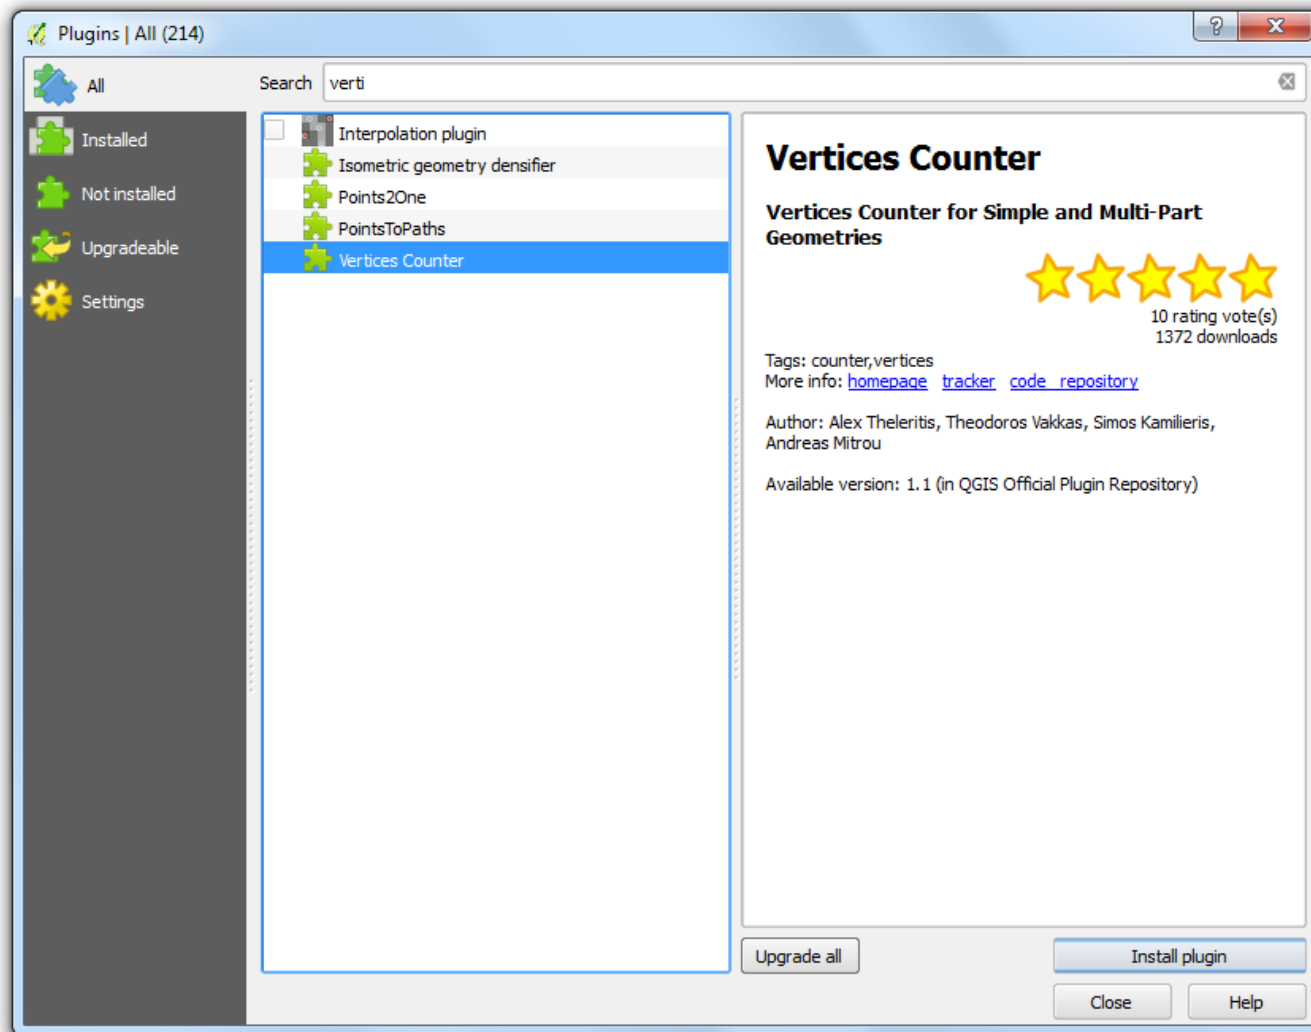 Plugins | All (214)
All
Installed
Not installed
Upgradeable
Settings
Search verti
Interpolation plugin
Isometric geometry densifier
Points2One
PointsToPaths
Vertices Counter
Vertices Counter
Vertices Counter for Simple and Multi-Part
Geometries
10 rating vote(s)
1372 downloads
Tags: counter,vertices
More info: homepage tracker code_repository
Author: Alex Theleritis, Theodoros Vakkas, Simos Kamilieris,
Andreas Mitrou
Available version: 1.1 (in QGIS Official Plugin Repository)
Upgrade all Install plugin
Close Help